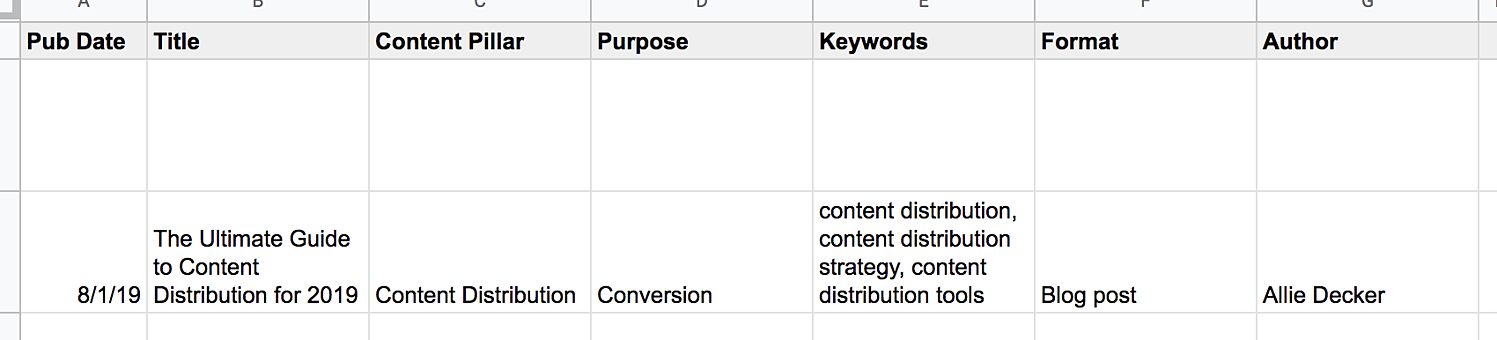 A B C D E F G
Pub Date Title Content Pillar Purpose Keywords Format Author
content distribution,
The Ultimate Guide content distribution
to Content strategy, content
8/1/19 Distribution for 2019 Content Distribution Conversion distribution tools Blog post Allie Decker